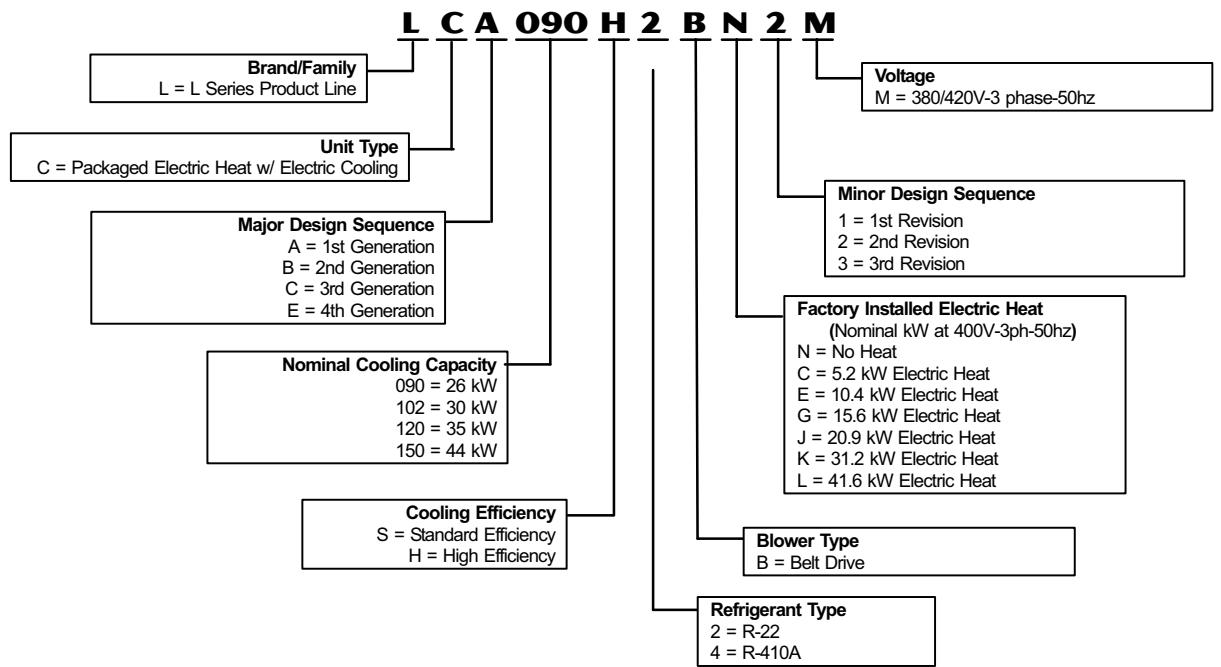 L C A 090 H 2 B N 2 M
Brand/Family
L = L Series Product Line
Unit Type
C = Packaged Electric Heat w/ Electric Cooling
Major Design Sequence
A = 1st Generation
B = 2nd Generation
C = 3rd Generation
E = 4th Generation
Nominal Cooling Capacity
090 = 26 kW
102 = 30 kW
120 = 35 kW
150 = 44 kW
Cooling Efficiency
S = Standard Efficiency
H = High Efficiency
Voltage
M = 380/420V-3 phase-50hz
Minor Design Sequence
1 = 1st Revision
2 = 2nd Revision
3 = 3rd Revision
Factory Installed Electric Heat
(Nominal kW at 400V-3ph-50hz)
N = No Heat
C = 5.2 kW Electric Heat
E = 10.4 kW Electric Heat
G = 15.6 kW Electric Heat
J = 20.9 kW Electric Heat
K = 31.2 kW Electric Heat
L = 41.6 kW Electric Heat
Blower Type
B = Belt Drive
Refrigerant Type
2 = R-22
4 = R-410A